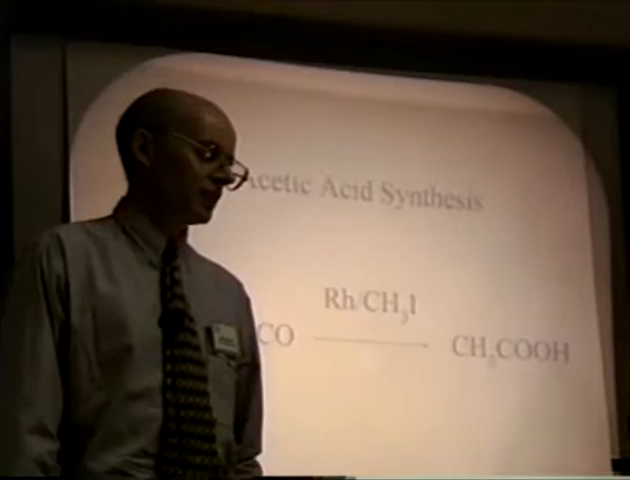 Acetic Acid Synthesis
Rh/CH₃I
CO ⟶ CH₃COOH